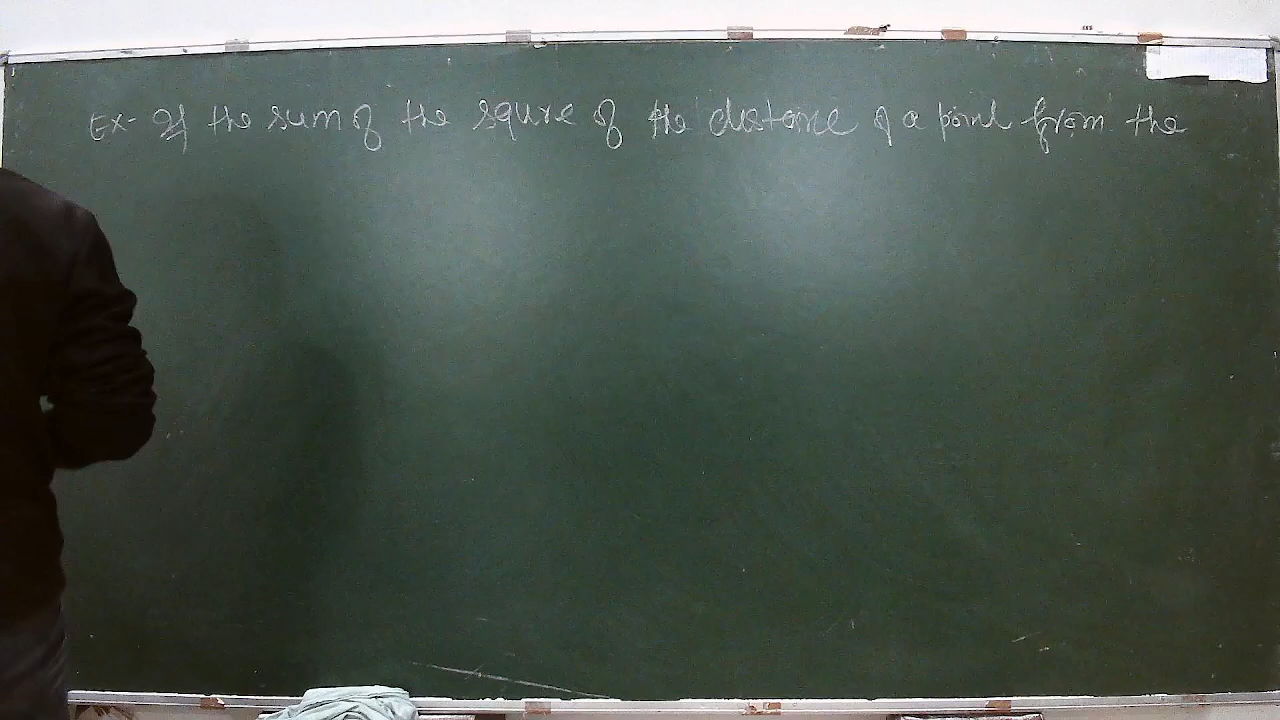 Ex- If the sum of the squre of the distance of a point from the